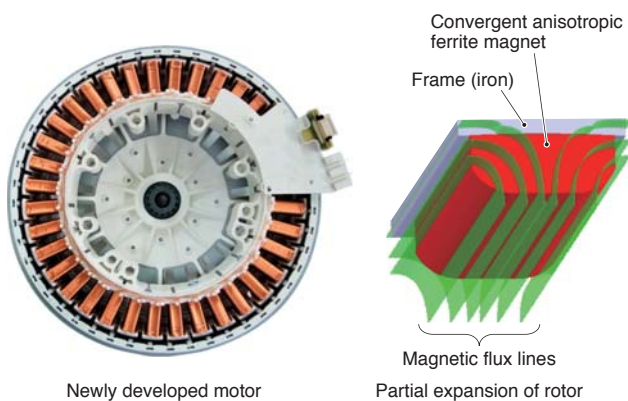 Convergent anisotropic
ferrite magnet
Frame (iron)
Magnetic flux lines
Newly developed motor
Partial expansion of rotor